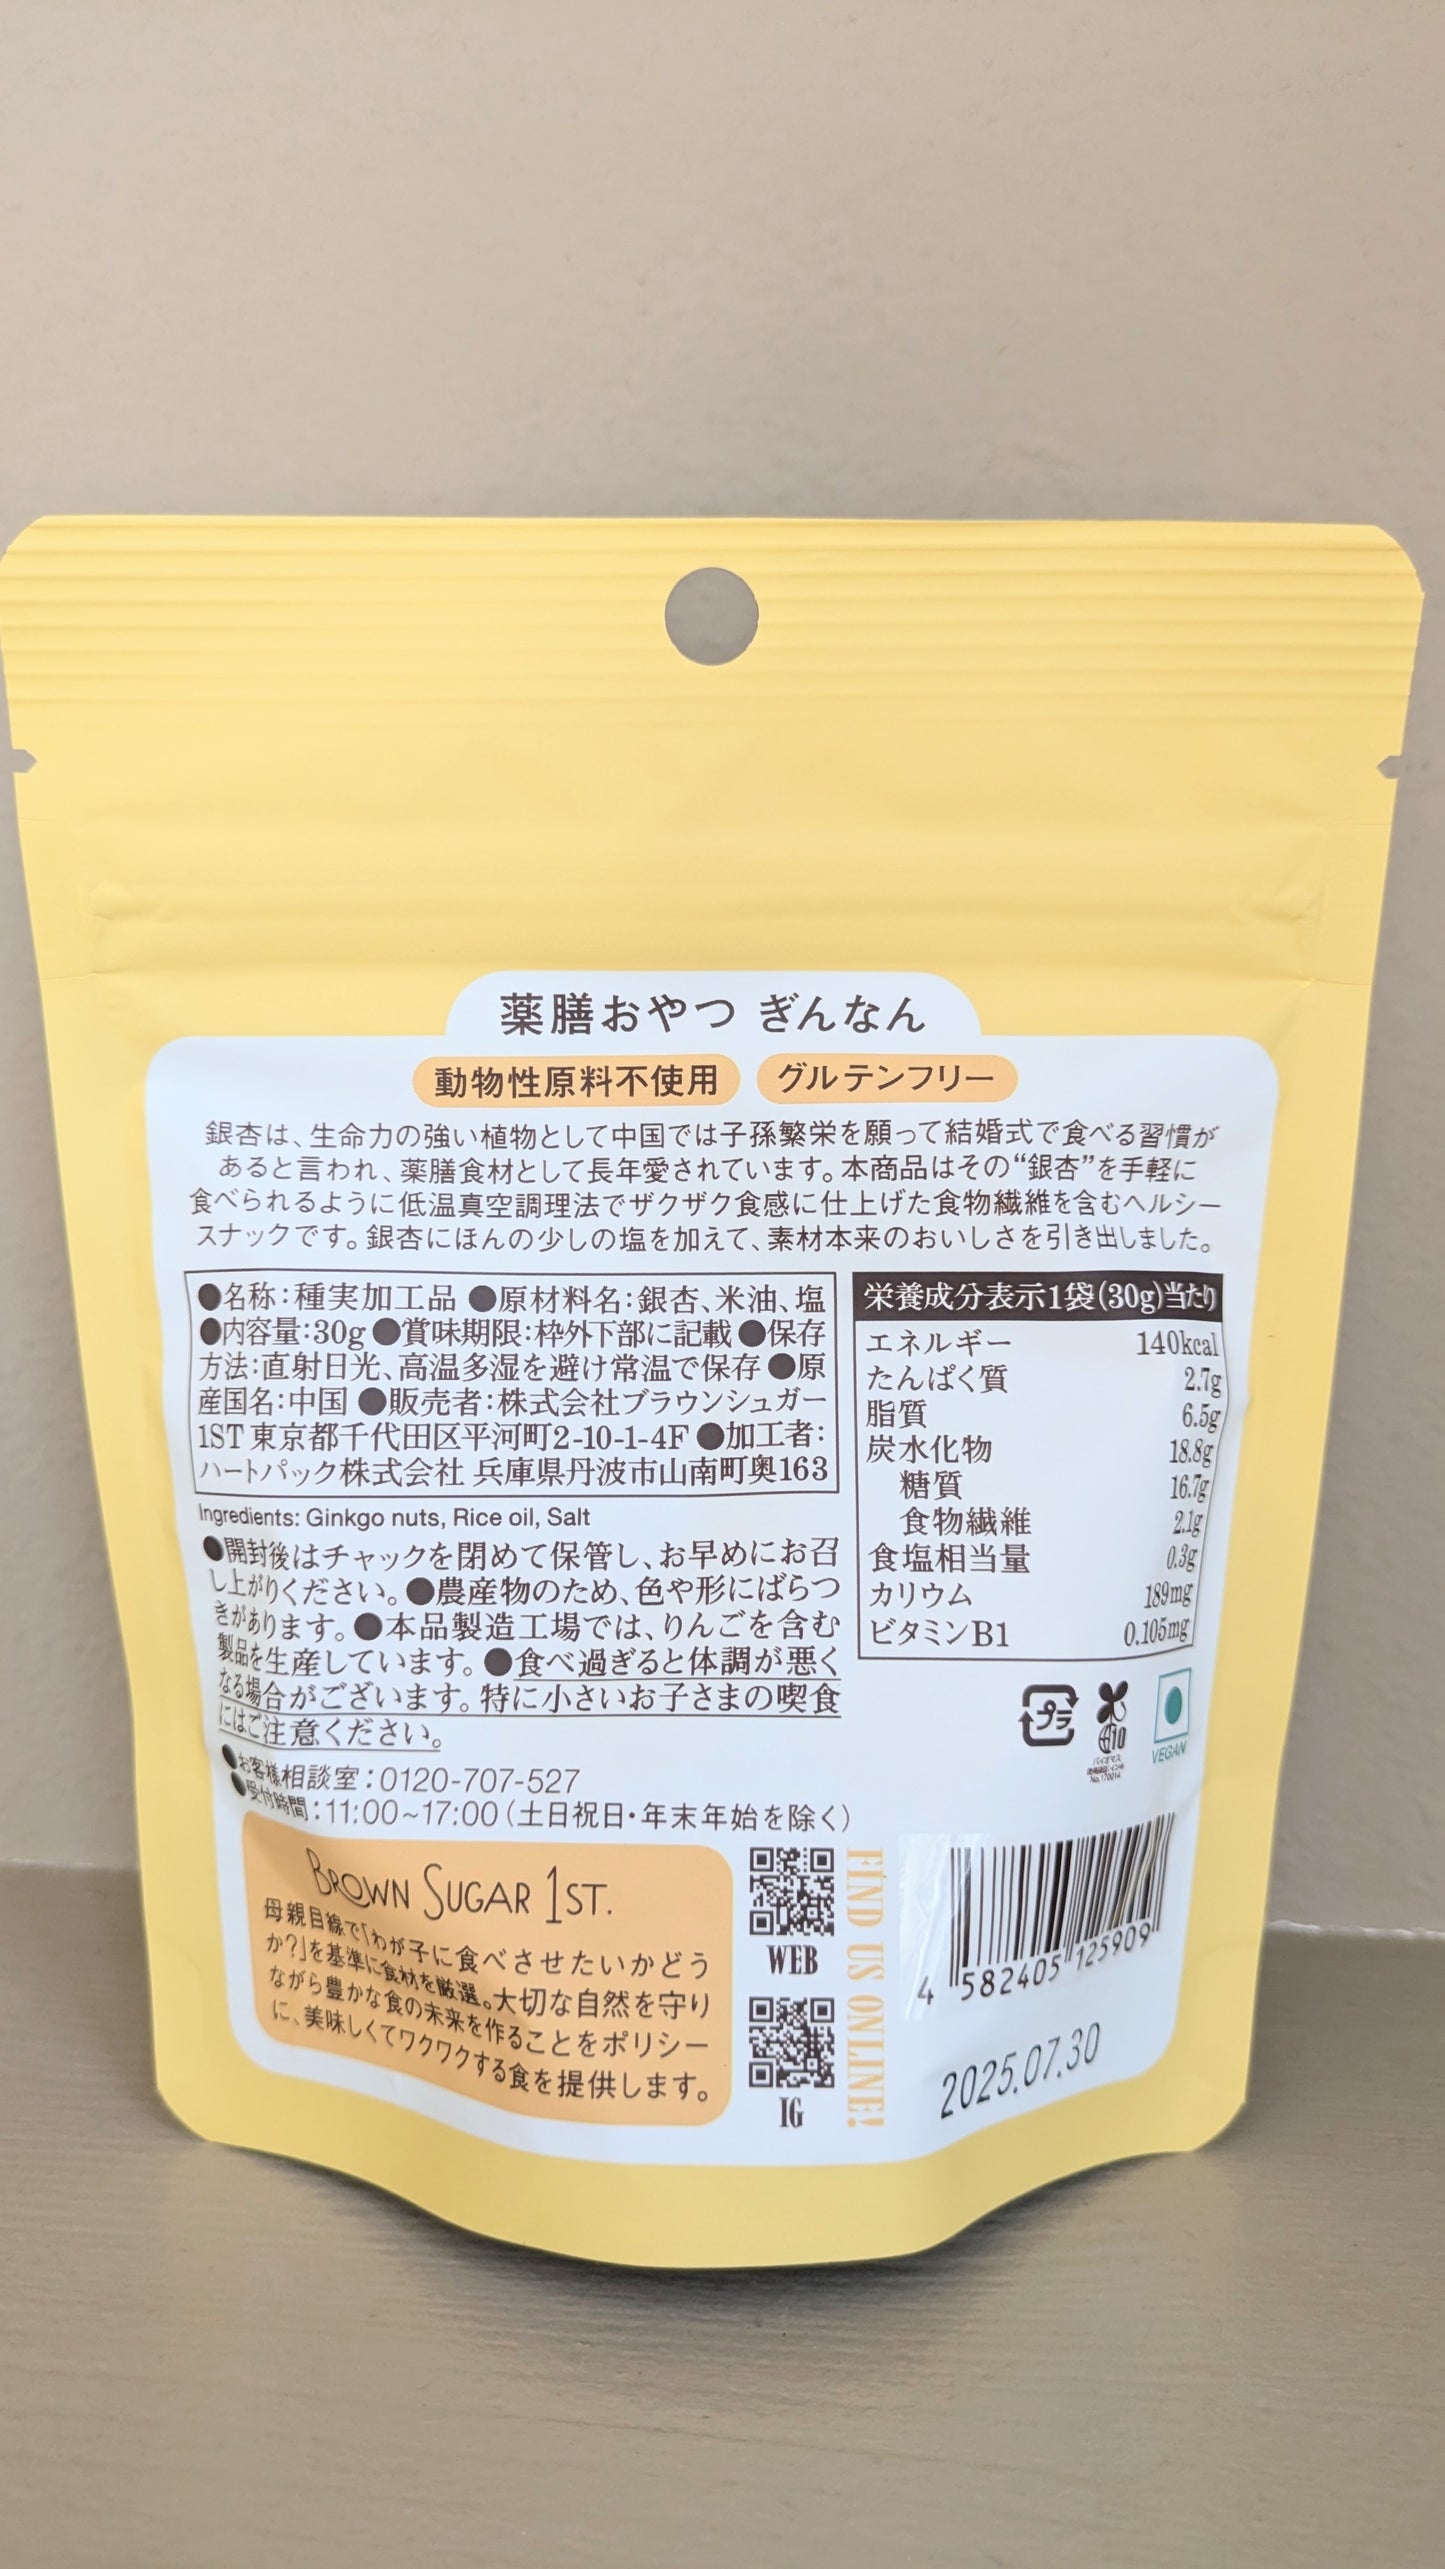 薬膳おやつ ぎんなん
動物性原料不使用 グルテンフリー
銀杏は、生命力の強い植物として中国では子孫繁栄を願って結婚式で食べる習慣が
あると言われ、薬膳食材として長年愛されています。本商品はその“銀杏”を手軽に
食べられるように低温真空調理法でザクザク食感に仕上げた食物繊維を含むヘルシー
スナックです。銀杏にほんの少しの塩を加えて、素材本来のおいしさを引き出しました。
●名称:種実加工品 ●原材料名:銀杏、米油、塩
●内容量:30g ●賞味期限:枠外下部に記載 ●保存
方法:直射日光、高温多湿を避け常温で保存 ●原
産国名:中国 ●販売者:株式会社ブラウンシュガー
1ST 東京都千代田区平河町2-10-1-4F ●加工者:
ハートパック株式会社 兵庫県丹波市山南町奥163
Ingredients: Ginkgo nuts, Rice oil, Salt
●開封後はチャックを閉めて保管し、お早めにお召
し上がりください。●農産物のため、色や形にばらつ
きがあります。●本品製造工場では、りんごを含む
製品を生産しています。●食べ過ぎると体調が悪く
なる場合がございます。特に小さいお子さまの喫食
にはご注意ください。
●お客様相談室:0120-707-527
●受付時間:11:00~17:00(土日祝日・年末年始を除く)
栄養成分表示1袋(30g)当たり
エネルギー 140kcal
たんぱく質 2.7g
脂質 6.5g
炭水化物 18.8g
糖質 16.7g
食物繊維 2.1g
食塩相当量 0.3g
カリウム 189mg
ビタミンB1 0.105mg
プラ
バイオマス
No.170014
VEGAN
BROWN SUGAR 1ST.
母親目線で「わが子に食べさせたいかどう
か?」を基準に食材を厳選。大切な自然を守り
ながら豊かな食の未来を作ることをポリシー
に、美味しくてワクワクする食を提供します。
WEB
IG
FIND US ONLINE!
4 582405 125909
2025.07.30